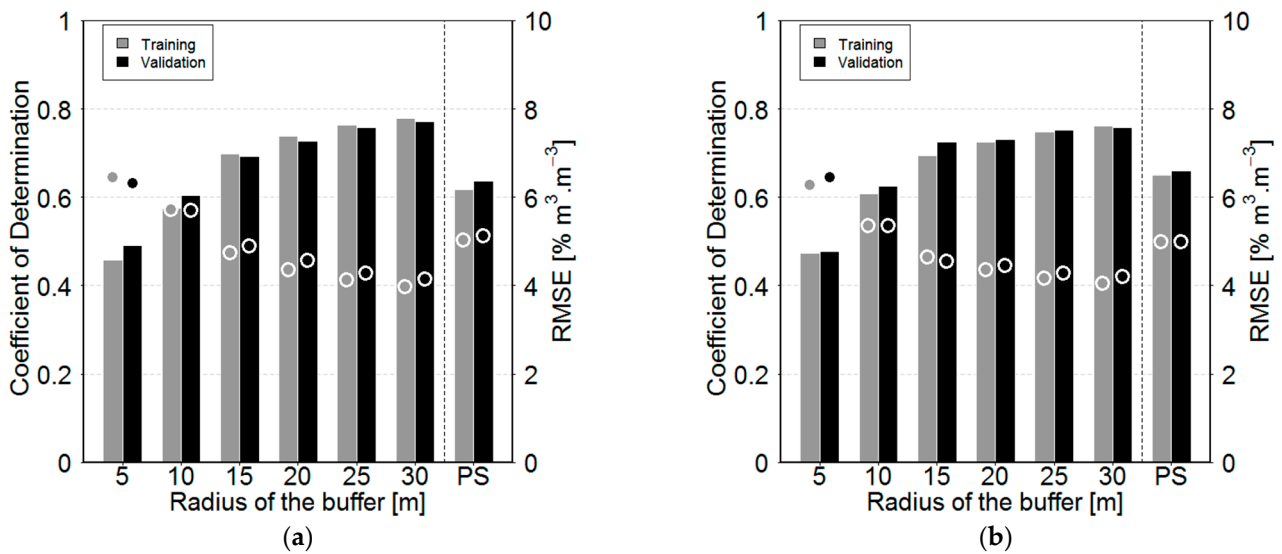 1
0.8
0.6
0.4
0.2
0
Coefficient of Determination
Training
Validation
10
8
6
4
2
0
RMSE [% m³.m⁻³]
5 10 15 20 25 30 PS
Radius of the buffer [m]
(a)
1
0.8
0.6
0.4
0.2
0
Coefficient of Determination
Training
Validation
10
8
6
4
2
0
RMSE [% m³.m⁻³]
5 10 15 20 25 30 PS
Radius of the buffer [m]
(b)